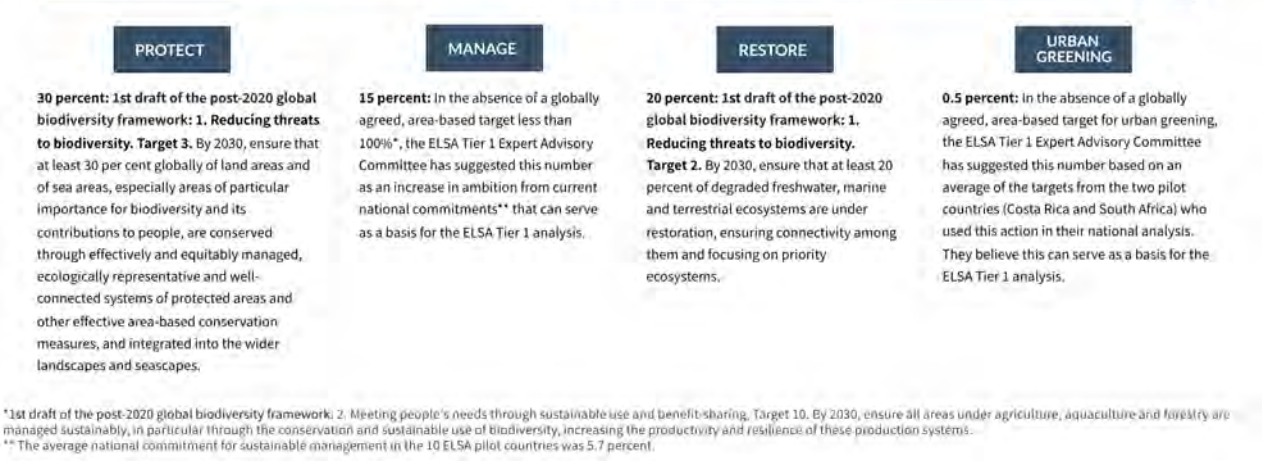 PROTECT
30 percent: 1st draft of the post-2020 global
biodiversity framework: 1. Reducing threats
to biodiversity. Target 3. By 2030, ensure that
at least 30 per cent globally of land areas and
of sea areas, especially areas of particular
importance for biodiversity and its
contributions to people, are conserved
through effectively and equitably managed,
ecologically representative and well-
connected systems of protected areas and
other effective area-based conservation
measures, and integrated into the wider
landscapes and seascapes.
MANAGE
15 percent: In the absence of a globally
agreed, area-based target less than
100%*, the ELSA Tier 1 Expert Advisory
Committee has suggested this number
as an increase in ambition from current
national commitments** that can serve
as a basis for the ELSA Tier 1 analysis.
RESTORE
20 percent: 1st draft of the post-2020
global biodiversity framework: 1.
Reducing threats to biodiversity.
Target 2. By 2030, ensure that at least 20
percent of degraded freshwater, marine
and terrestrial ecosystems are under
restoration, ensuring connectivity among
them and focusing on priority
ecosystems.
URBAN
GREENING
0.5 percent: In the absence of a globally
agreed, area-based target for urban greening,
the ELSA Tier 1 Expert Advisory Committee
has suggested this number based on an
average of the targets from the two pilot
countries (Costa Rica and South Africa) who
used this action in their national analysis.
They believe this can serve as a basis for the
ELSA Tier 1 analysis.
*1st draft of the post-2020 global biodiversity framework: 2. Meeting people's needs through sustainable use and benefit-sharing. Target 10. By 2030, ensure all areas under agriculture, aquaculture and forestry are
managed sustainably, in particular through the conservation and sustainable use of biodiversity, increasing the productivity and resilience of these production systems.
** The average national commitment for sustainable management in the 10 ELSA pilot countries was 5.7 percent.